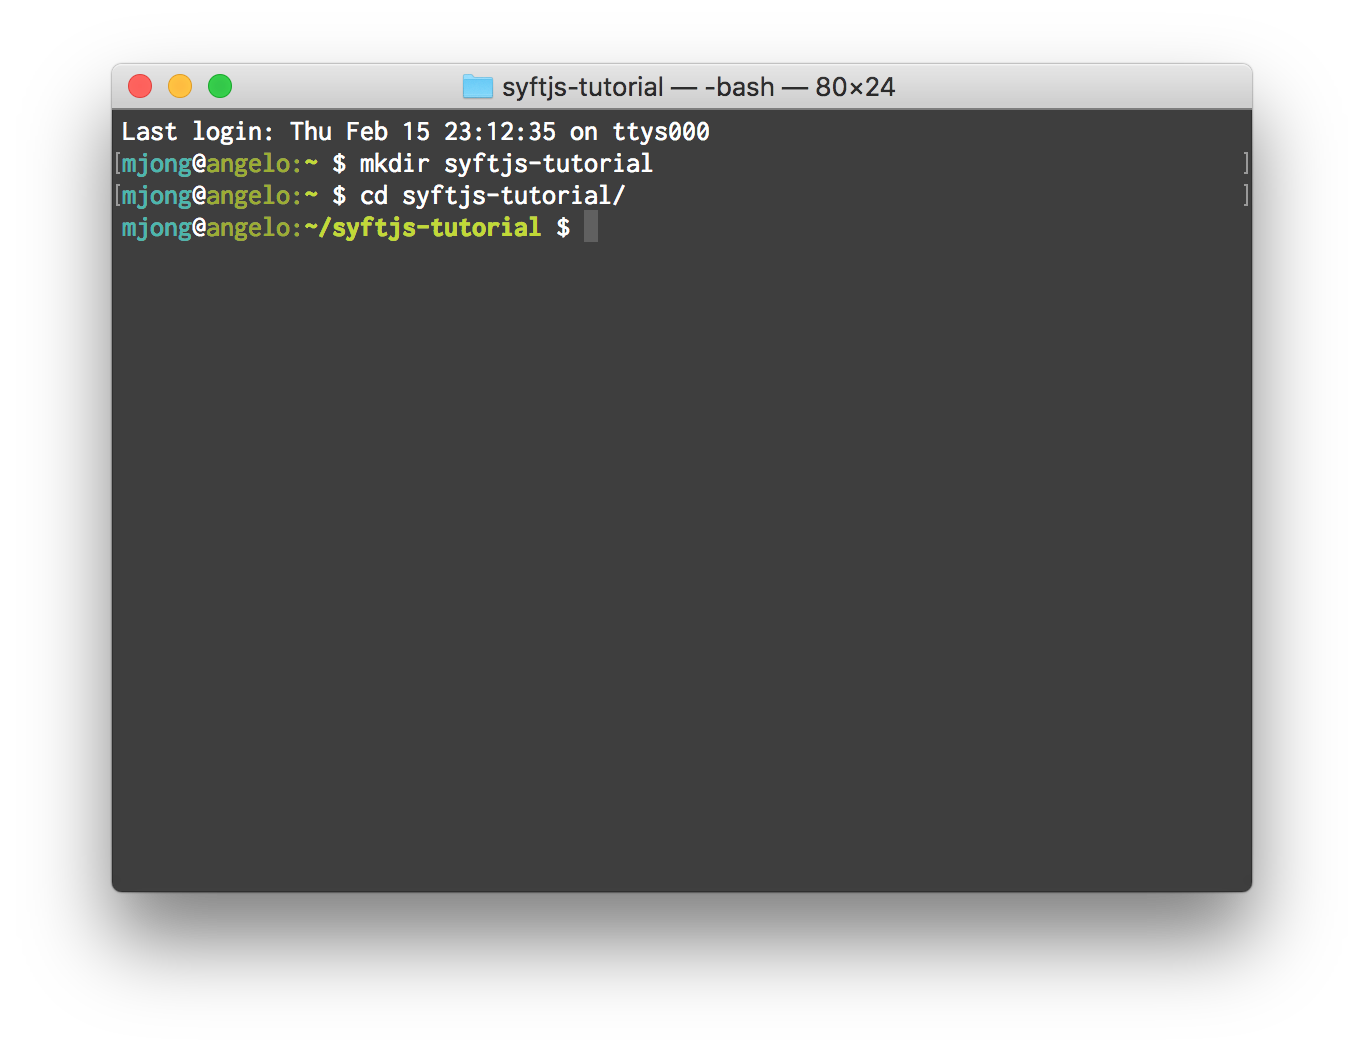 syftjs-tutorial — -bash — 80×24
Last login: Thu Feb 15 23:12:35 on ttys000
[mjong@angelo:~ $ mkdir syftjs-tutorial ]
[mjong@angelo:~ $ cd syftjs-tutorial/ ]
mjong@angelo:~/syftjs-tutorial $